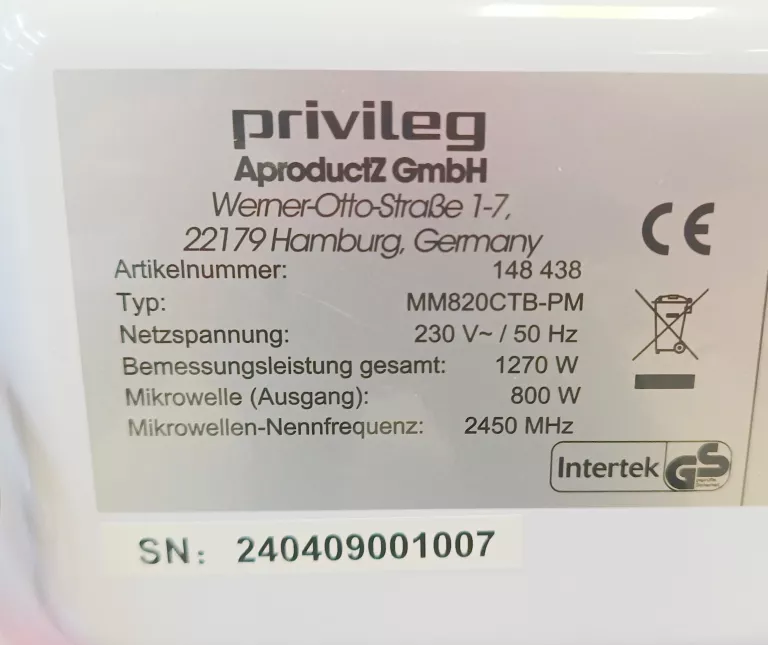 privileg
AproductZ GmbH
Werner-Otto-Straße 1-7,
22179 Hamburg, Germany
Artikelnummer: 148 438
Typ: MM820CTB-PM
Netzspannung: 230 V~ / 50 Hz
Bemessungsleistung gesamt: 1270 W
Mikrowelle (Ausgang): 800 W
Mikrowellen-Nennfrequenz: 2450 MHz
CE
Intertek GS
SN: 240409001007